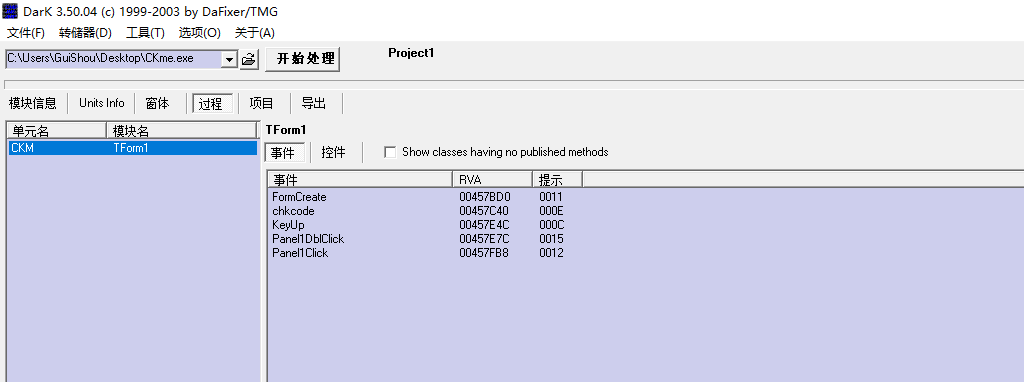 DarK 3.50.04 (c) 1999-2003 by DaFixer/TMG
文件(F) 转储器(D) 工具(T) 选项(O) 关于(A)
C:\Users\GuiShou\Desktop\CKme.exe 开始处理 Project1
模块信息 Units Info 窗体 过程 项目 导出
单元名 模块名
CKM TForm1
TForm1
事件 控件 Show classes having no published methods
事件 RVA 提示
FormCreate 00457BD0 0011
chkcode 00457C40 000E
KeyUp 00457E4C 000C
Panel1DblClick 00457E7C 0015
Panel1Click 00457FB8 0012